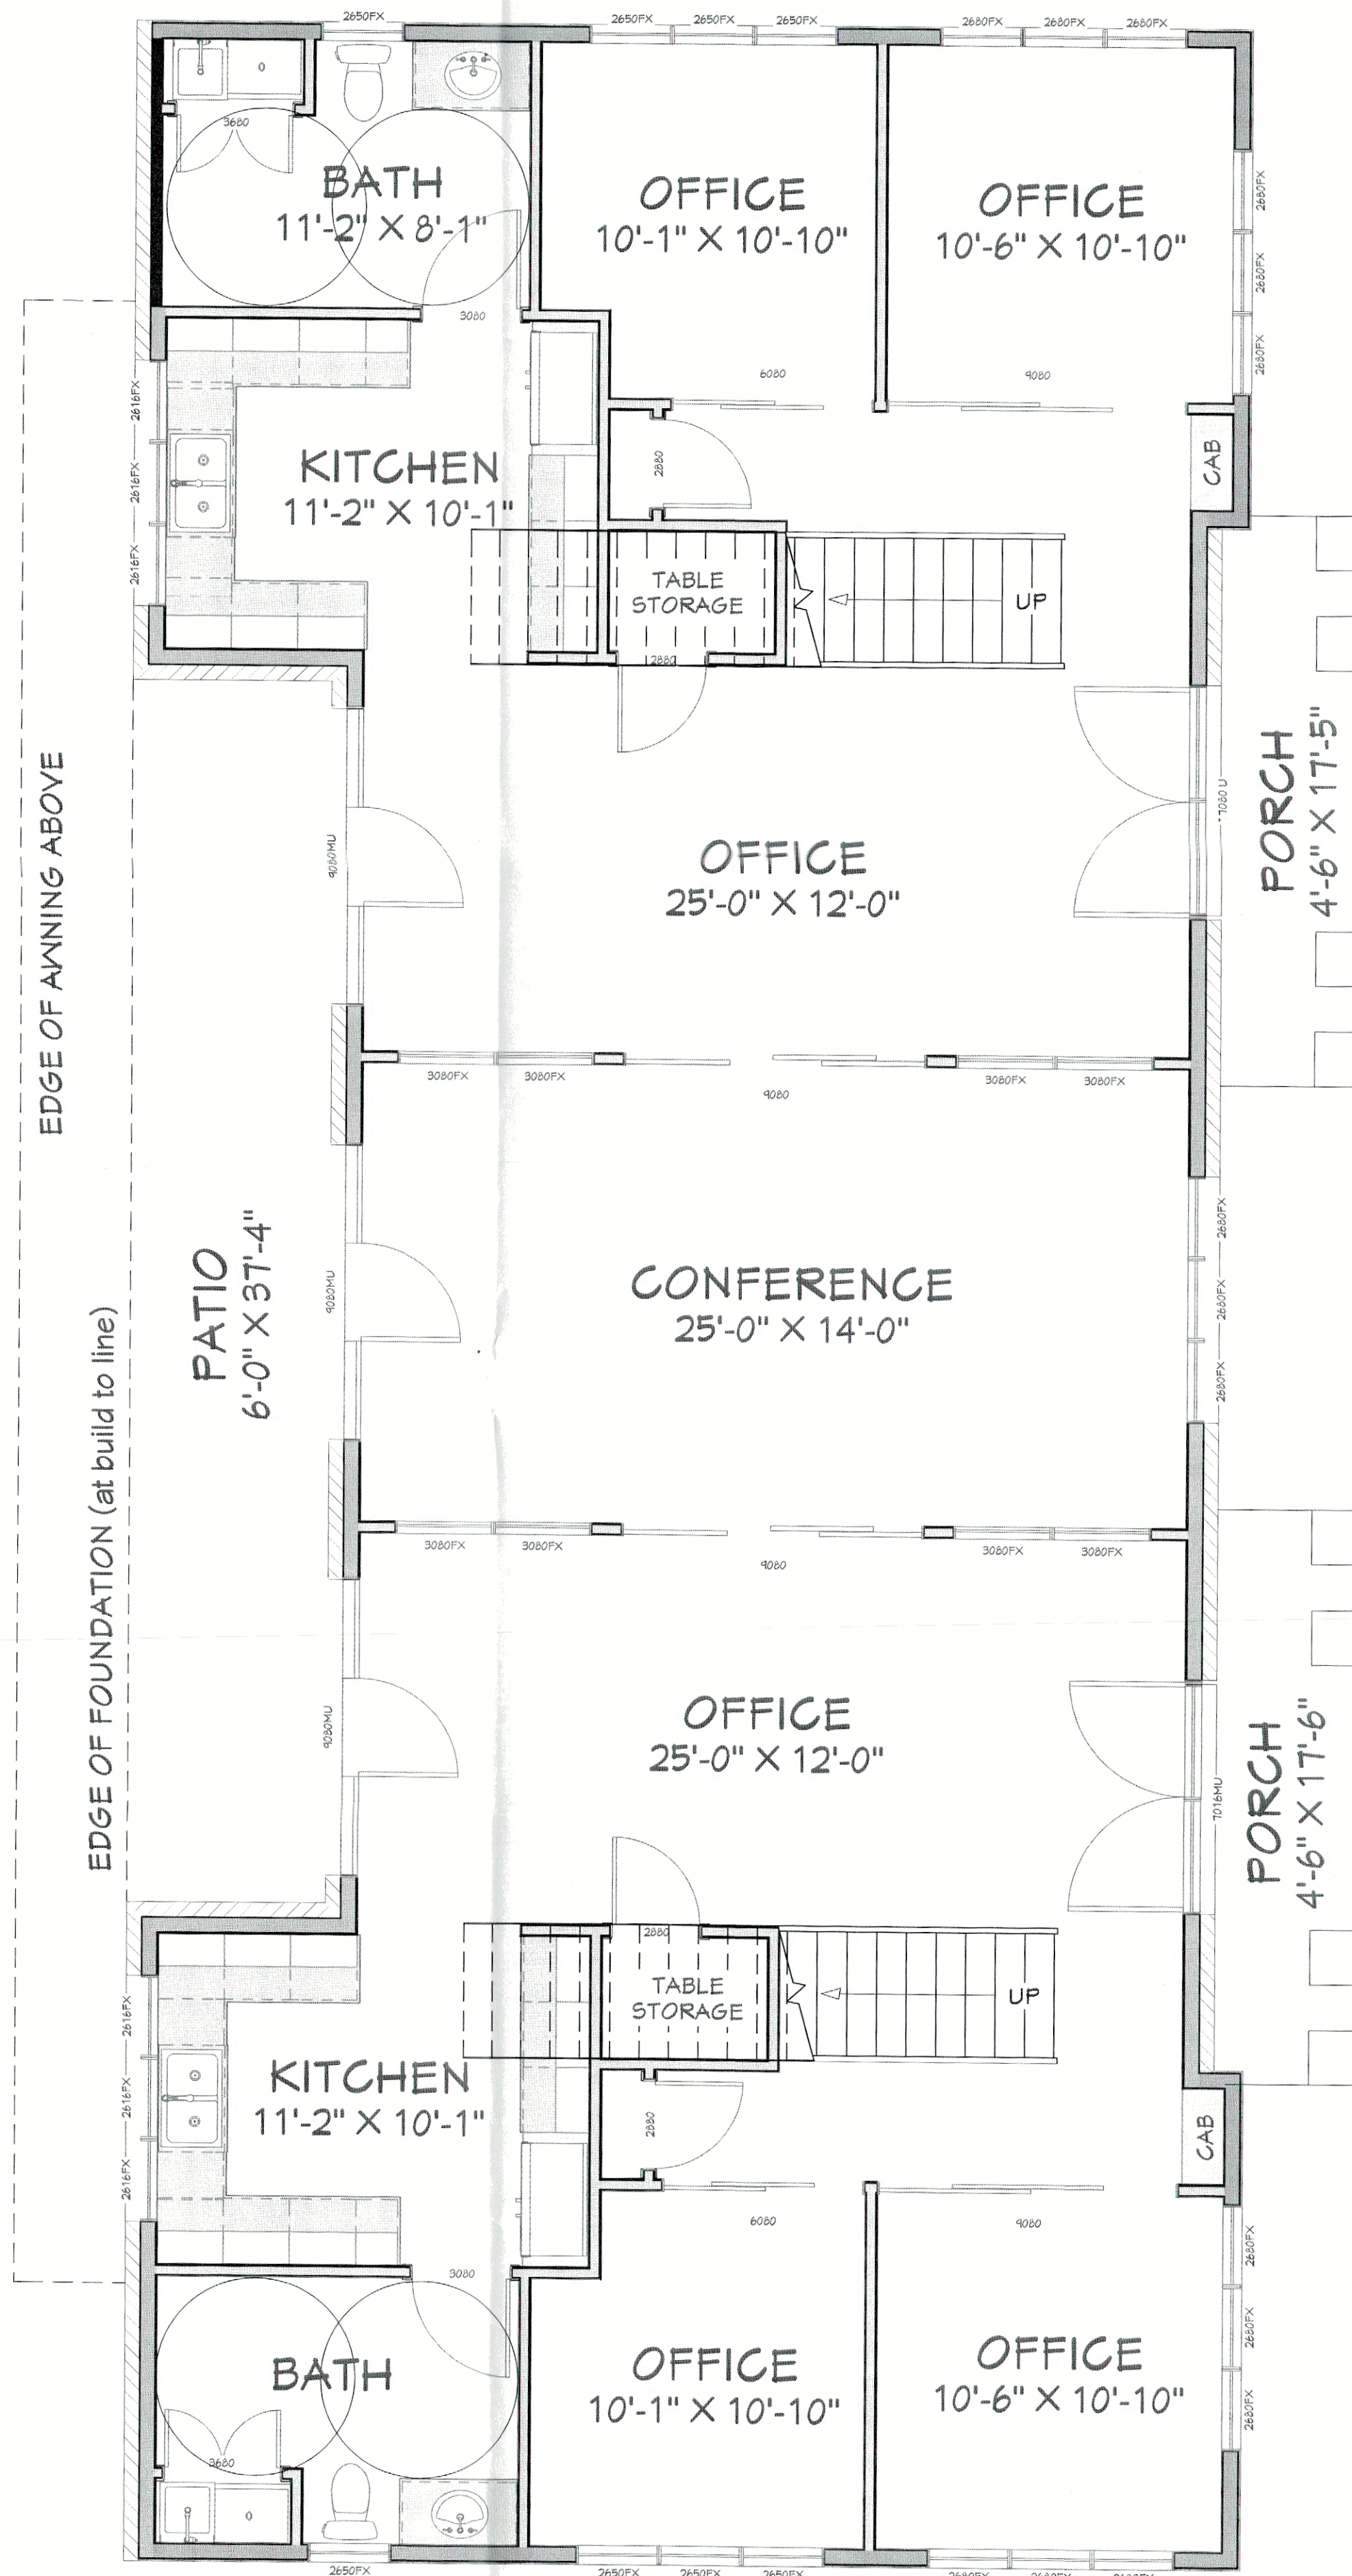 2650FX
2650FX 2650FX 2650FX
2680FX 2680FX 2680FX
3680
BATH
11'-2" X 8'-1"
3080
OFFICE
10'-1" X 10'-10"
6080
OFFICE
10'-6" X 10'-10"
9080
2680FX
2680FX
2680FX
2616FX
2616FX
2616FX
KITCHEN
11'-2" X 10'-1"
2880
CAB
TABLE
STORAGE
2880
UP
EDGE OF AWNING ABOVE
9080MU
OFFICE
25'-0" X 12'-0"
PORCH
4'-6" X 17'-5"
3080FX 3080FX
9080
3080FX 3080FX
PATIO
6'-0" X 37'-4"
EDGE OF FOUNDATION (at build to line)
9080MU
CONFERENCE
25'-0" X 14'-0"
2680FX
2680FX
2680FX
3080FX 3080FX
9080
3080FX 3080FX
9080MU
OFFICE
25'-0" X 12'-0"
7016MU
PORCH
4'-6" X 17'-6"
2880
TABLE
STORAGE
UP
2616FX
2616FX
2616FX
KITCHEN
11'-2" X 10'-1"
2880
CAB
6080
9080
3080
BATH
3680
OFFICE
10'-1" X 10'-10"
OFFICE
10'-6" X 10'-10"
2680FX
2680FX
2680FX
2650FX
2650FX 2650FX 2650FX